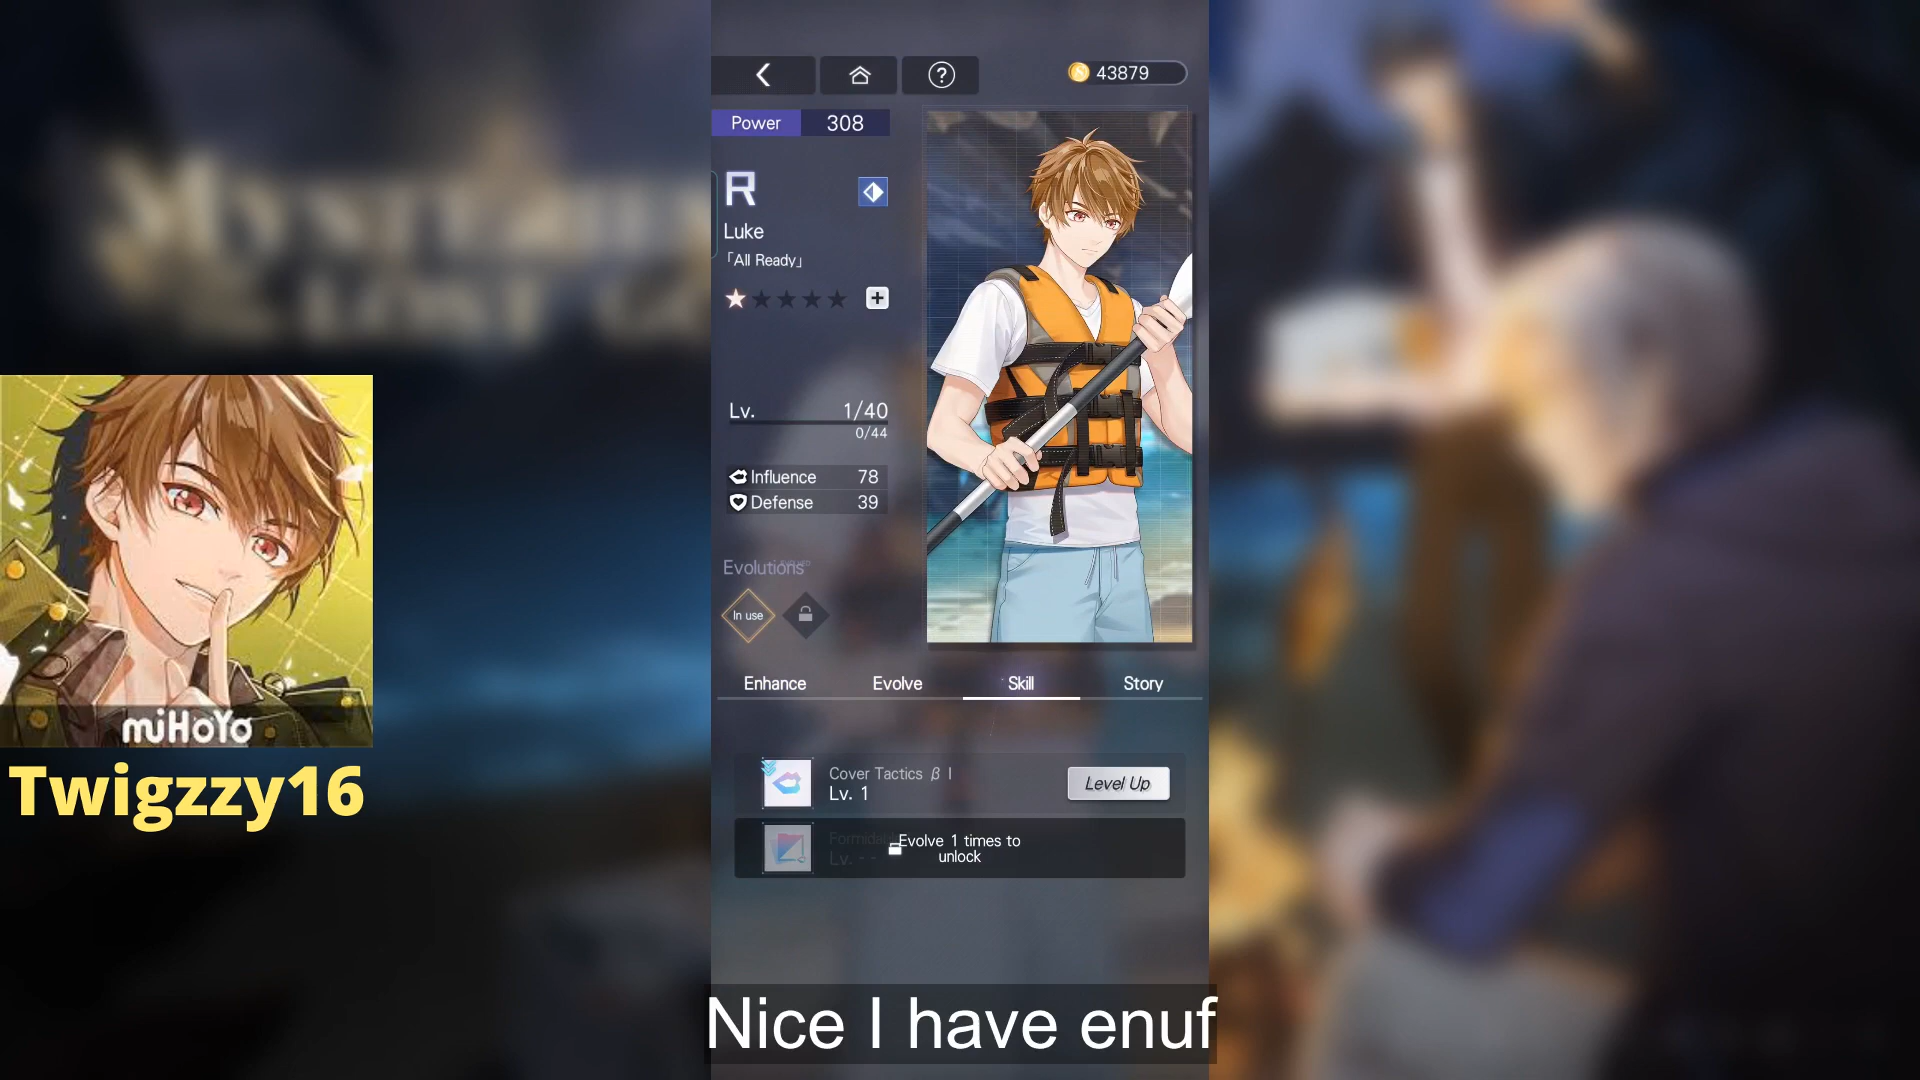 43879
Power 308
R
Luke
「All Ready」
Lv. 1/40
0/44
Influence 78
Defense 39
Evolutions
In use
Enhance Evolve Skill Story
Cover Tactics β I
Lv. 1
Level Up
Evolve 1 times to
unlock
Lv. - -
miHoYo
Twigzzy16
Nice I have enuf